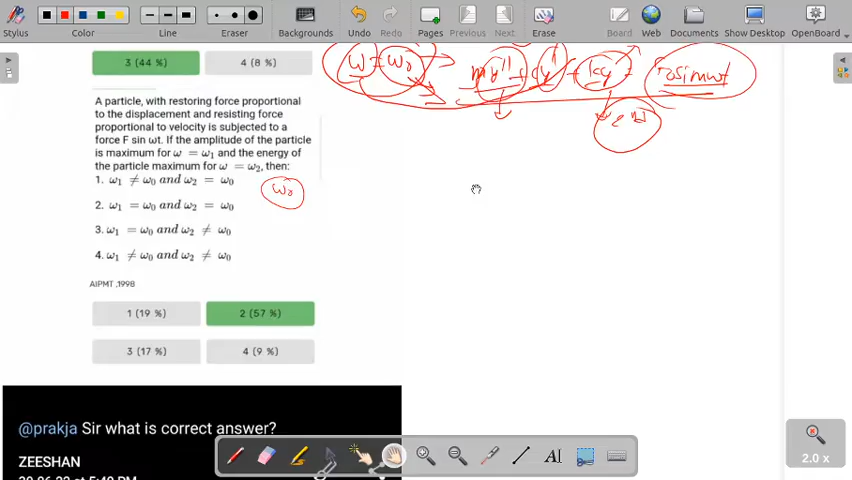 Stylus
Color
Line
Eraser
Backgrounds
Undo
Redo
Pages
Previous
Next
Erase
Board
Web
Documents
Show Desktop
OpenBoard
3 (44 %)
4 (8 %)
ω = ω₀
A particle, with restoring force proportional
to the displacement and resisting force
proportional to velocity is subjected to a
force F sin ωt. If the amplitude of the particle
is maximum for ω = ω₁ and the energy of
the particle maximum for ω = ω₂, then:
1. ω₁ ≠ ω₀ and ω₂ = ω₀
ω₀
2. ω₁ = ω₀ and ω₂ = ω₀
3. ω₁ = ω₀ and ω₂ ≠ ω₀
4. ω₁ ≠ ω₀ and ω₂ ≠ ω₀
AIPMT ,1998
1 (19 %)
2 (57 %)
3 (17 %)
4 (9 %)
@prakja Sir what is correct answer?
ZEESHAN
2.0 x